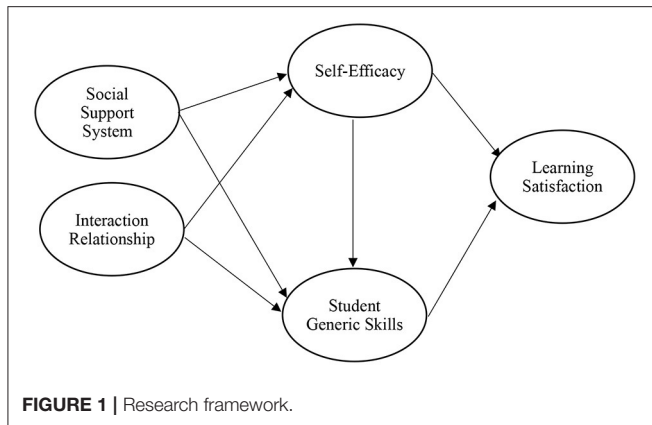 Self-Efficacy
Social
Support
System
Learning
Satisfaction
Interaction
Relationship
Student
Generic Skills
FIGURE 1 | Research framework.